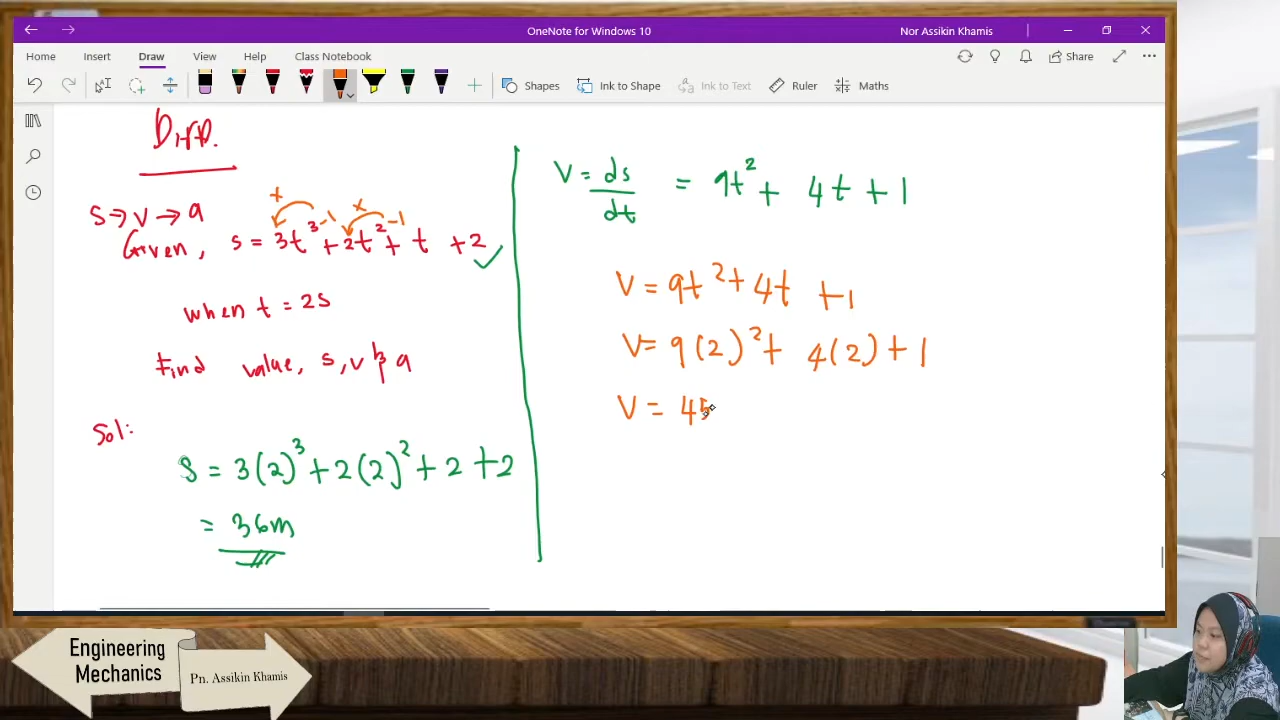 OneNote for Windows 10
Nor Assikin Khamis
Home Insert Draw View Help Class Notebook
Share
Shapes Ink to Shape Ink to Text Ruler Maths
Diff.
s → v → a
Given, s = 3t³ + 2t² + t + 2
× -1 × -1
when t = 2s
Find value, s, v & a
Sol:
S = 3(2)³ + 2(2)² + 2 + 2
= 36m
V = ds/dt = 9t² + 4t + 1
V = 9t² + 4t + 1
V = 9(2)² + 4(2) + 1
V = 45
Engineering
Mechanics
Pn. Assikin Khamis